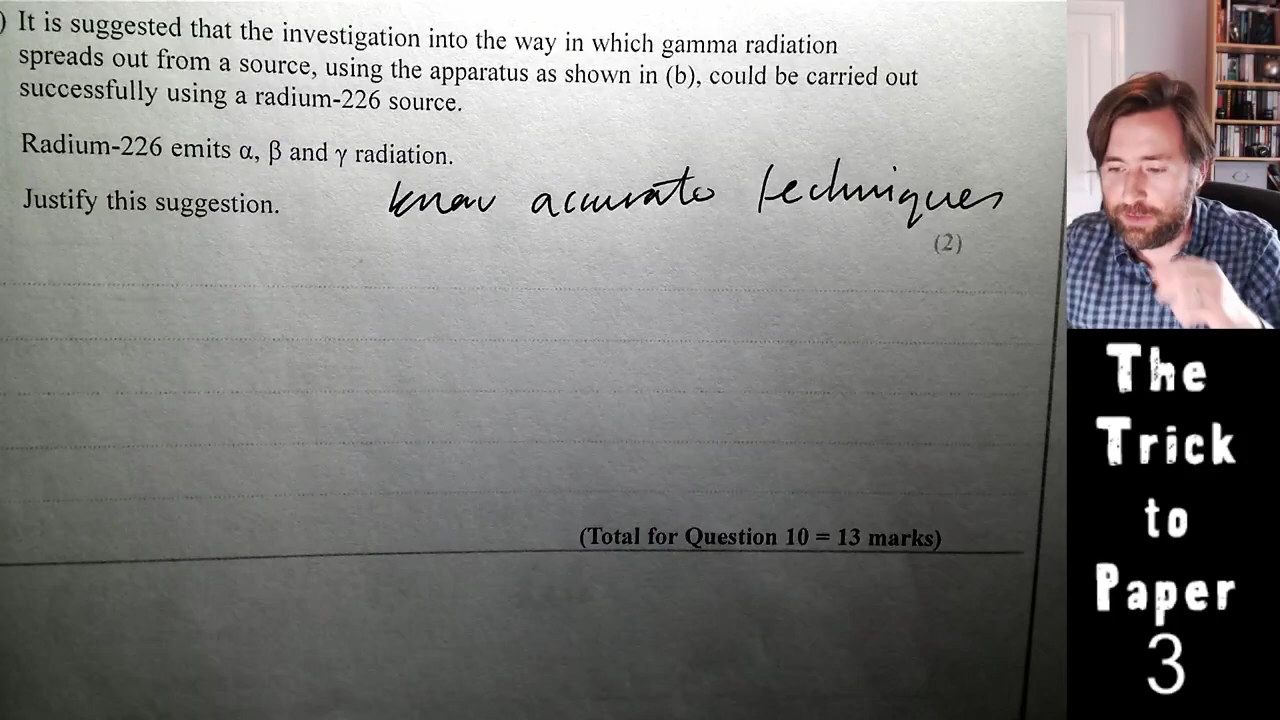 ) It is suggested that the investigation into the way in which gamma radiation
spreads out from a source, using the apparatus as shown in (b), could be carried out
successfully using a radium-226 source.
Radium-226 emits α, β and γ radiation.
Justify this suggestion.
know accurate techniques
(2)
(Total for Question 10 = 13 marks)
The
Trick
to
Paper
3